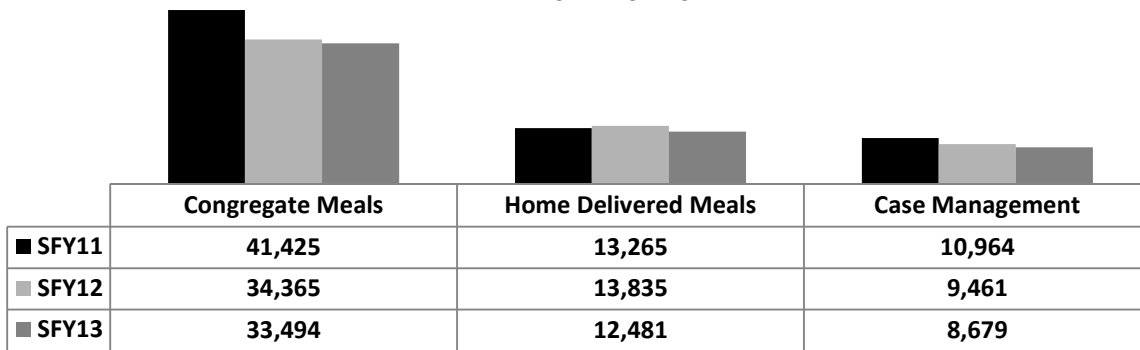 Congregate Meals Home Delivered Meals Case Management
SFY11 41,425 13,265 10,964
SFY12 34,365 13,835 9,461
SFY13 33,494 12,481 8,679